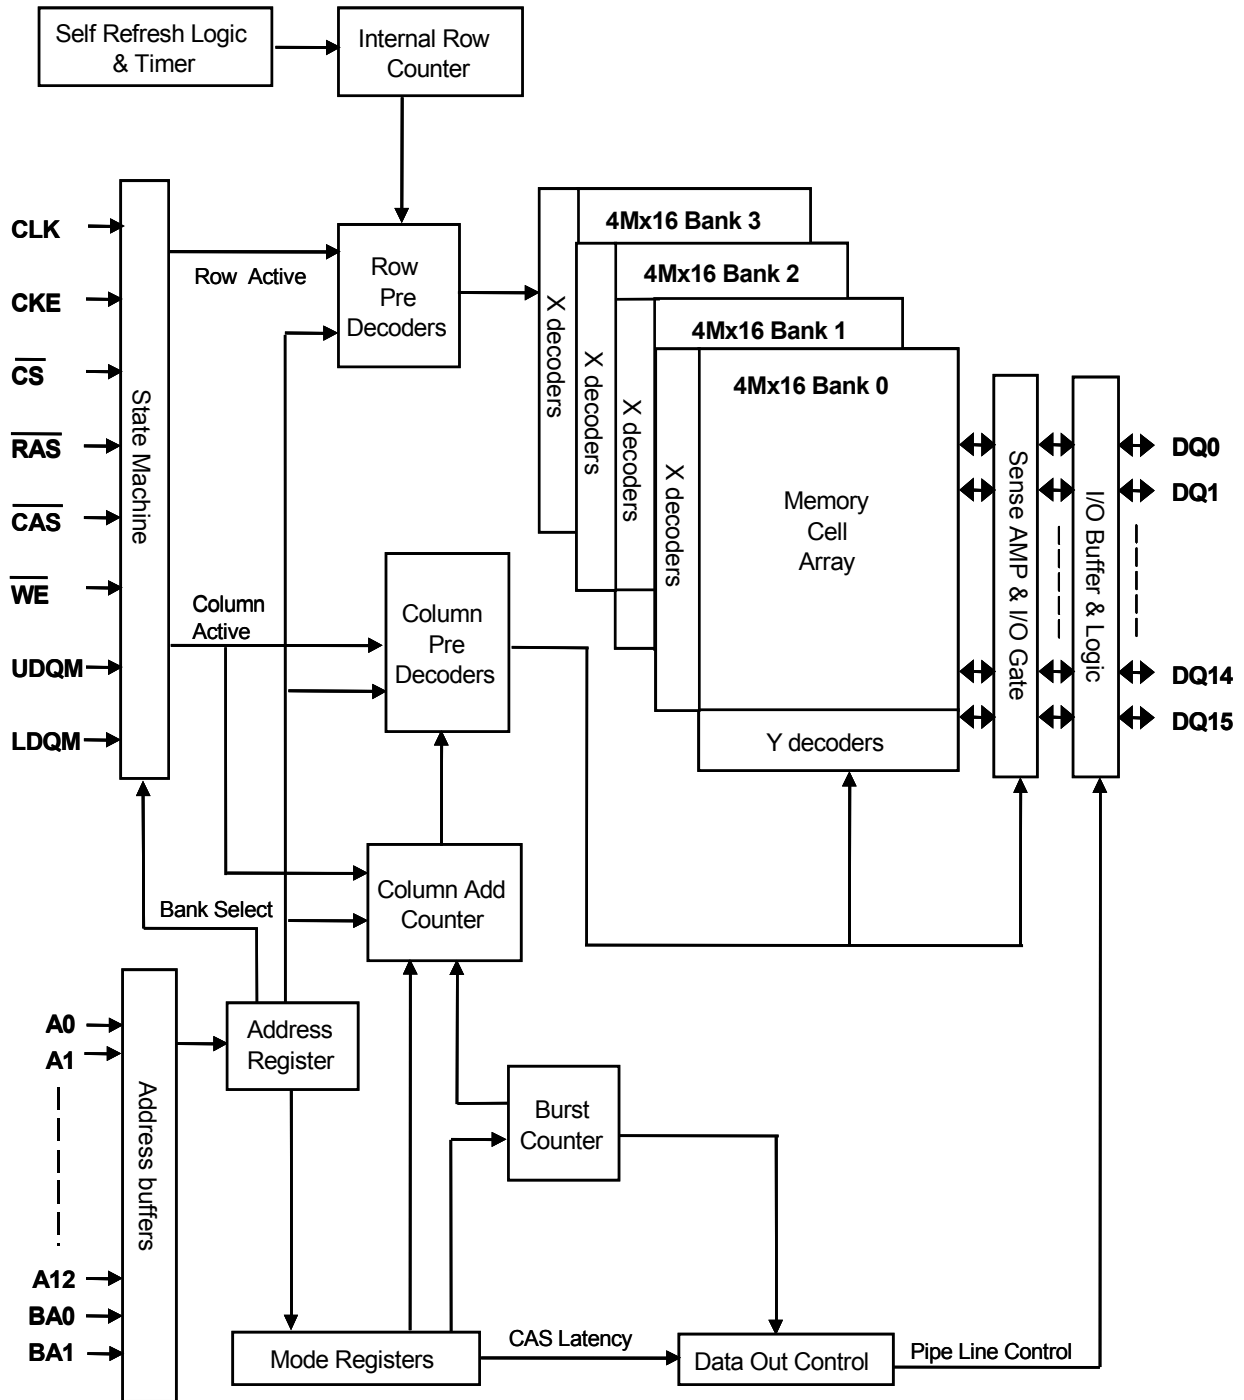 Self Refresh Logic
& Timer
Internal Row
Counter
CLK
CKE
CS
RAS
CAS
WE
UDQM
LDQM
State Machine
Row Active
Row
Pre
Decoders
Column
Active
Column
Pre
Decoders
4Mx16 Bank 3
4Mx16 Bank 2
4Mx16 Bank 1
4Mx16 Bank 0
X decoders
X decoders
X decoders
X decoders
Memory
Cell
Array
Y decoders
Sense AMP & I/O Gate
I/O Buffer & Logic
DQ0
DQ1
DQ14
DQ15
Bank Select
Column Add
Counter
A0
A1
A12
BA0
BA1
Address buffers
Address
Register
Burst
Counter
Mode Registers
CAS Latency
Data Out Control
Pipe Line Control